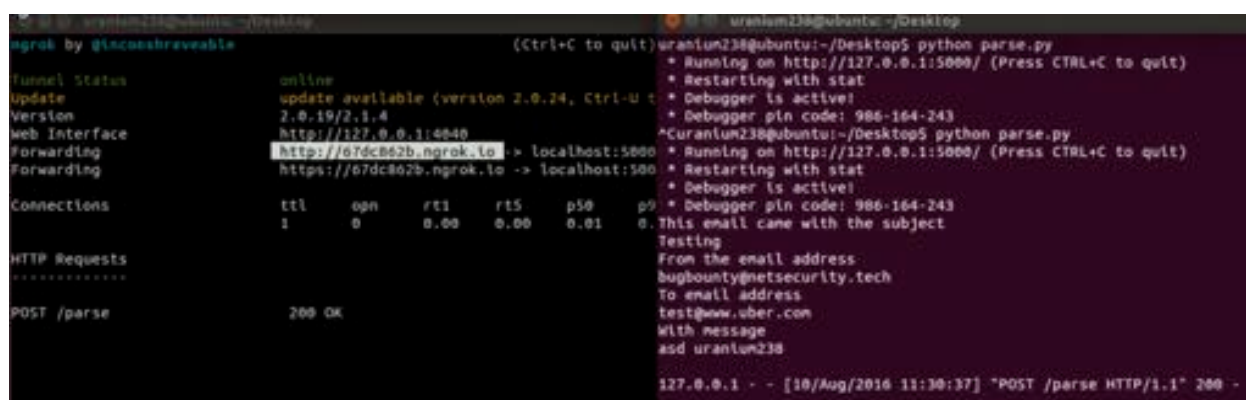 uranium238@ubuntu: ~/Desktop
ngrok by @inconshreveable (Ctrl+C to quit)
Tunnel Status online
Update update available (version 2.0.24, Ctrl-U t
Version 2.0.19/2.1.4
Web Interface http://127.0.0.1:4040
Forwarding http://67dc862b.ngrok.io -> localhost:5000
Forwarding https://67dc862b.ngrok.io -> localhost:500
Connections ttl opn rt1 rt5 p50 p9
1 0 0.00 0.00 0.01 0.
HTTP Requests
-------------
POST /parse 200 OK
uranium238@ubuntu: ~/Desktop
uranium238@ubuntu:~/Desktop$ python parse.py
* Running on http://127.0.0.1:5000/ (Press CTRL+C to quit)
* Restarting with stat
* Debugger is active!
* Debugger pin code: 986-164-243
^Curanium238@ubuntu:~/Desktop$ python parse.py
* Running on http://127.0.0.1:5000/ (Press CTRL+C to quit)
* Restarting with stat
* Debugger is active!
* Debugger pin code: 986-164-243
This email came with the subject
Testing
From the email address
bugbounty@netsecurity.tech
To email address
test@www.uber.com
With message
asd uranium238
127.0.0.1 - - [10/Aug/2016 11:30:37] "POST /parse HTTP/1.1" 200 -